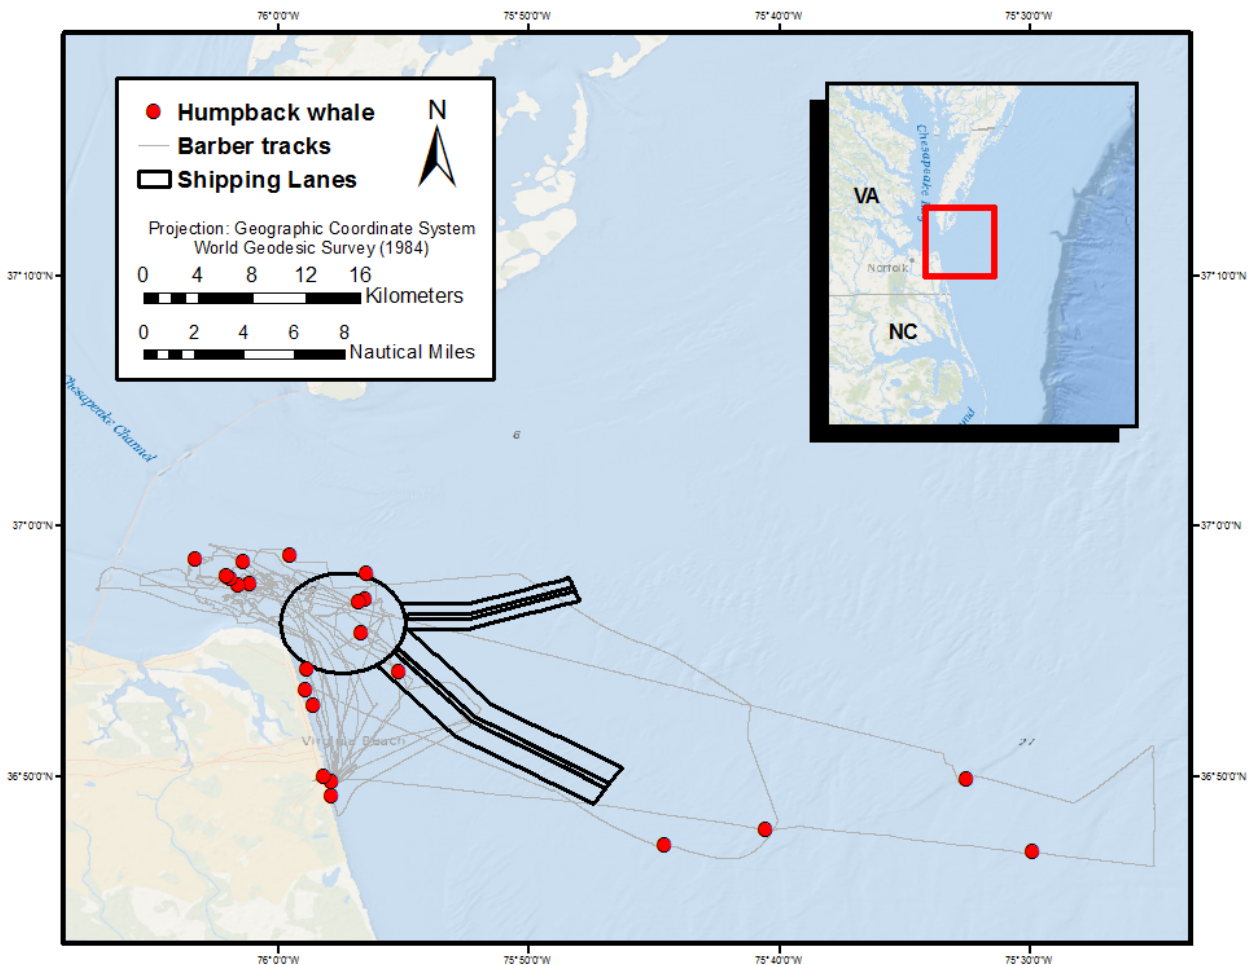 76°0'0"W 75°50'0"W 75°40'0"W 75°30'0"W
Humpback whale
Barber tracks
Shipping Lanes
N
Projection: Geographic Coordinate System
World Geodesic Survey (1984)
0 4 8 12 16
Kilometers
0 2 4 6 8
Nautical Miles
Chesapeake
VA
Norfolk
NC
37°10'0"N 37°10'0"N
Chesapeake Channel
6
37°0'0"N 37°0'0"N
Virginia Beach
27
36°50'0"N 36°50'0"N
76°0'0"W 75°50'0"W 75°40'0"W 75°30'0"W